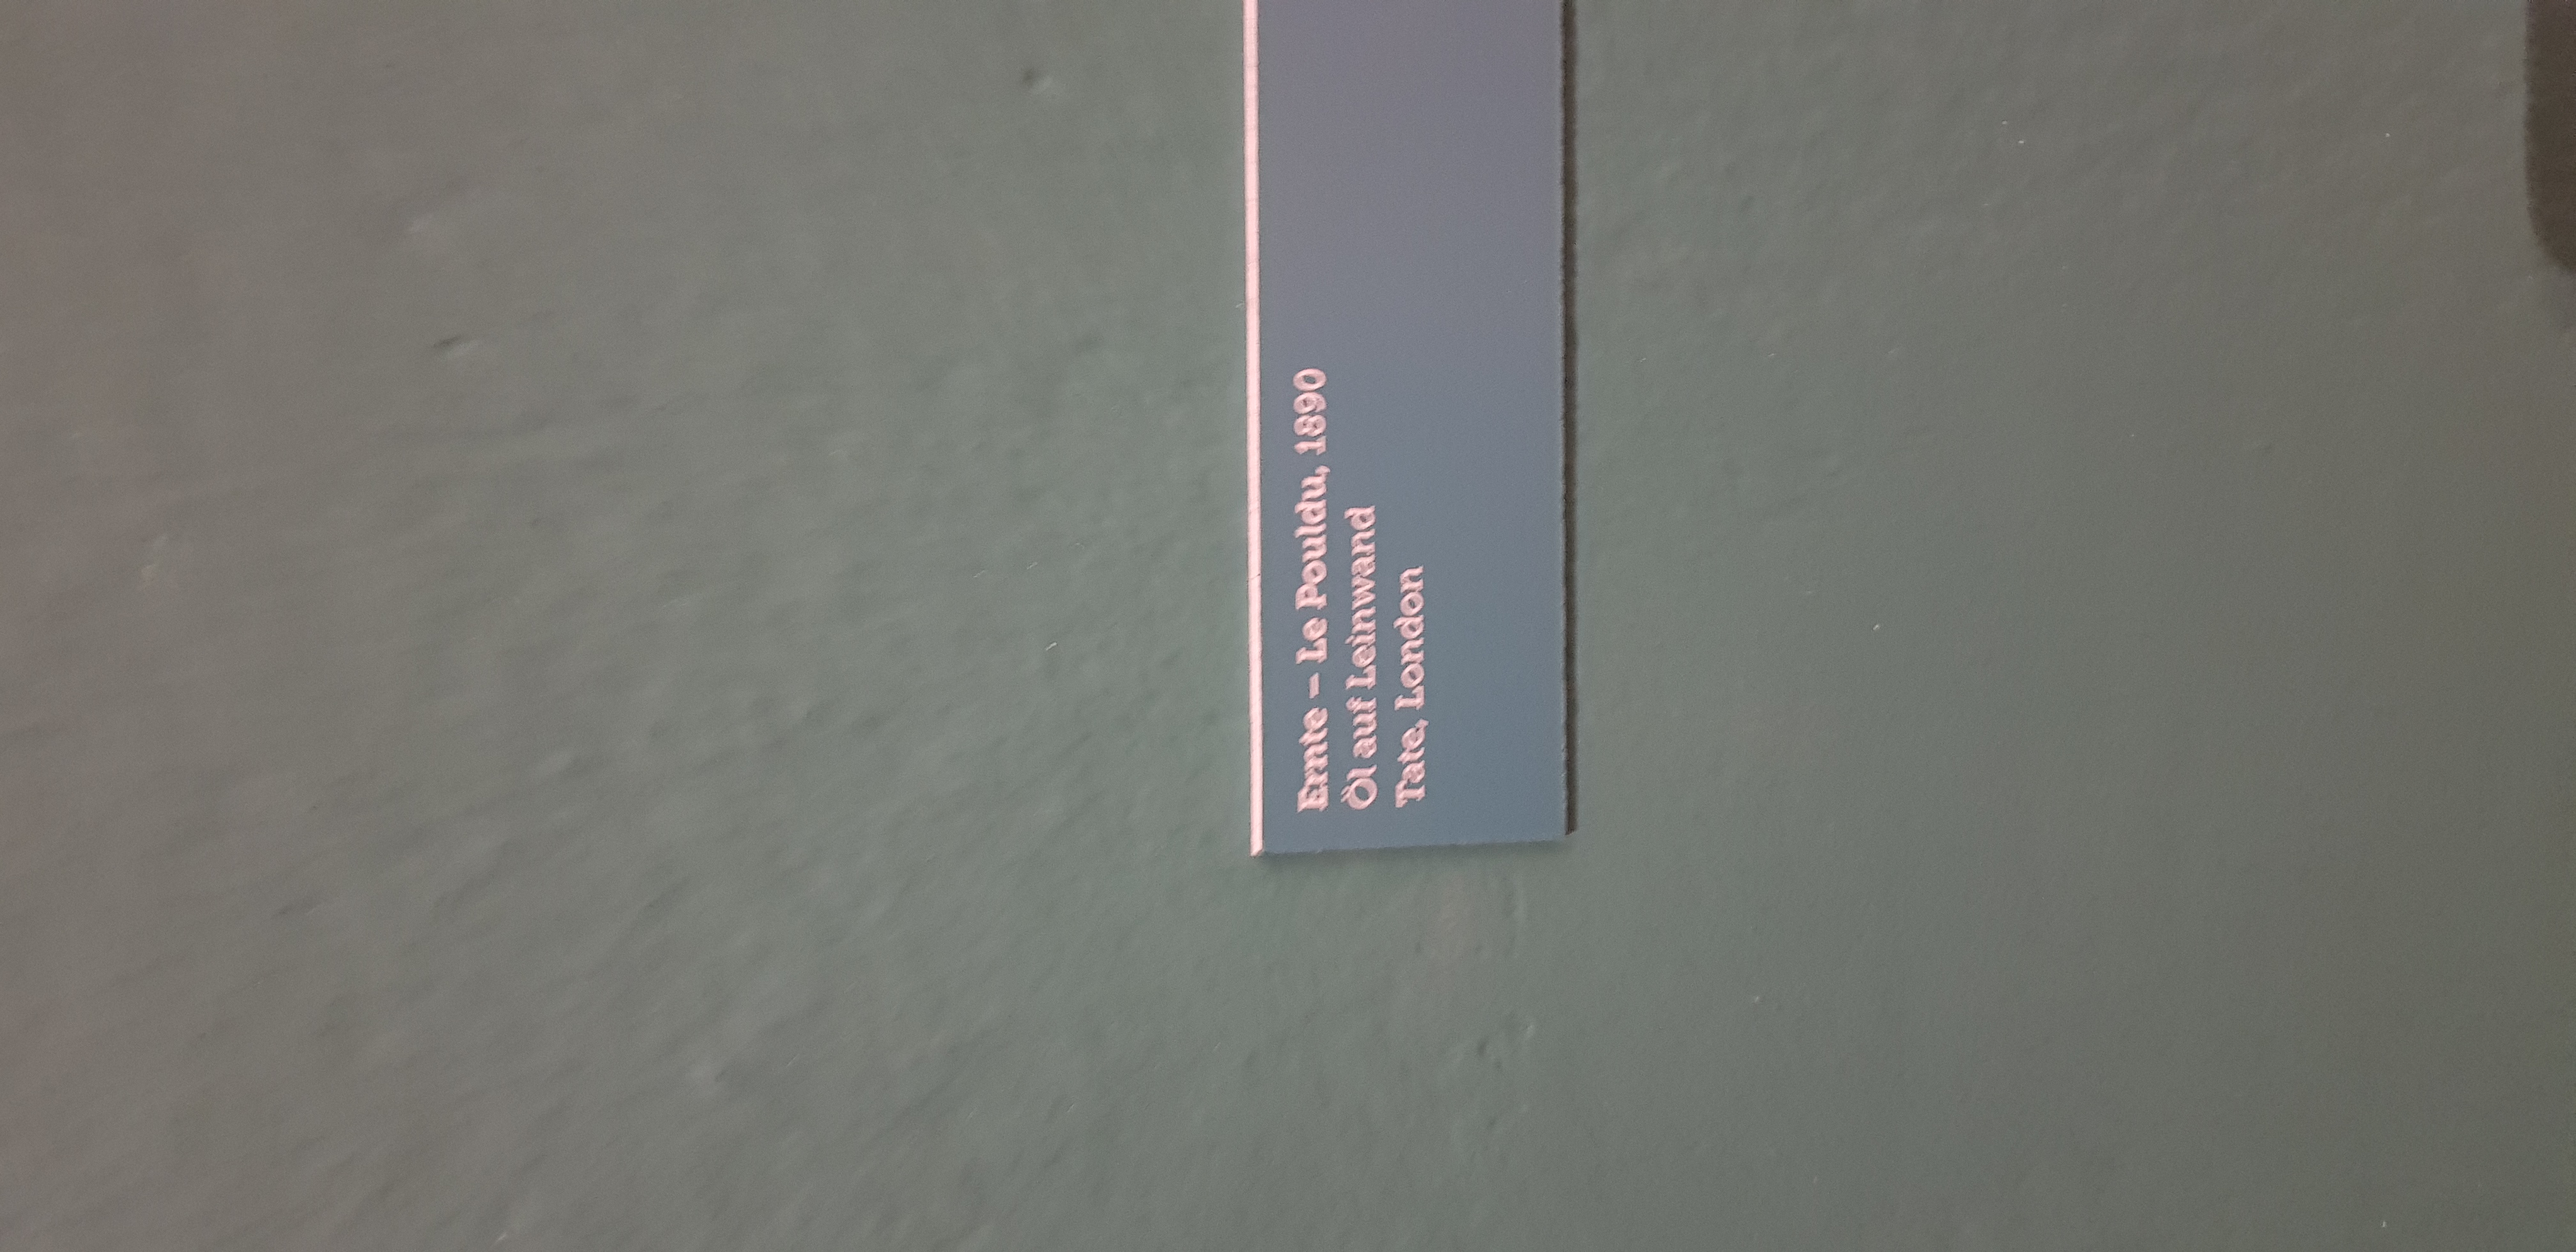 Ernte – Le Pouldu, 1890
Öl auf Leinwand
Tate, London